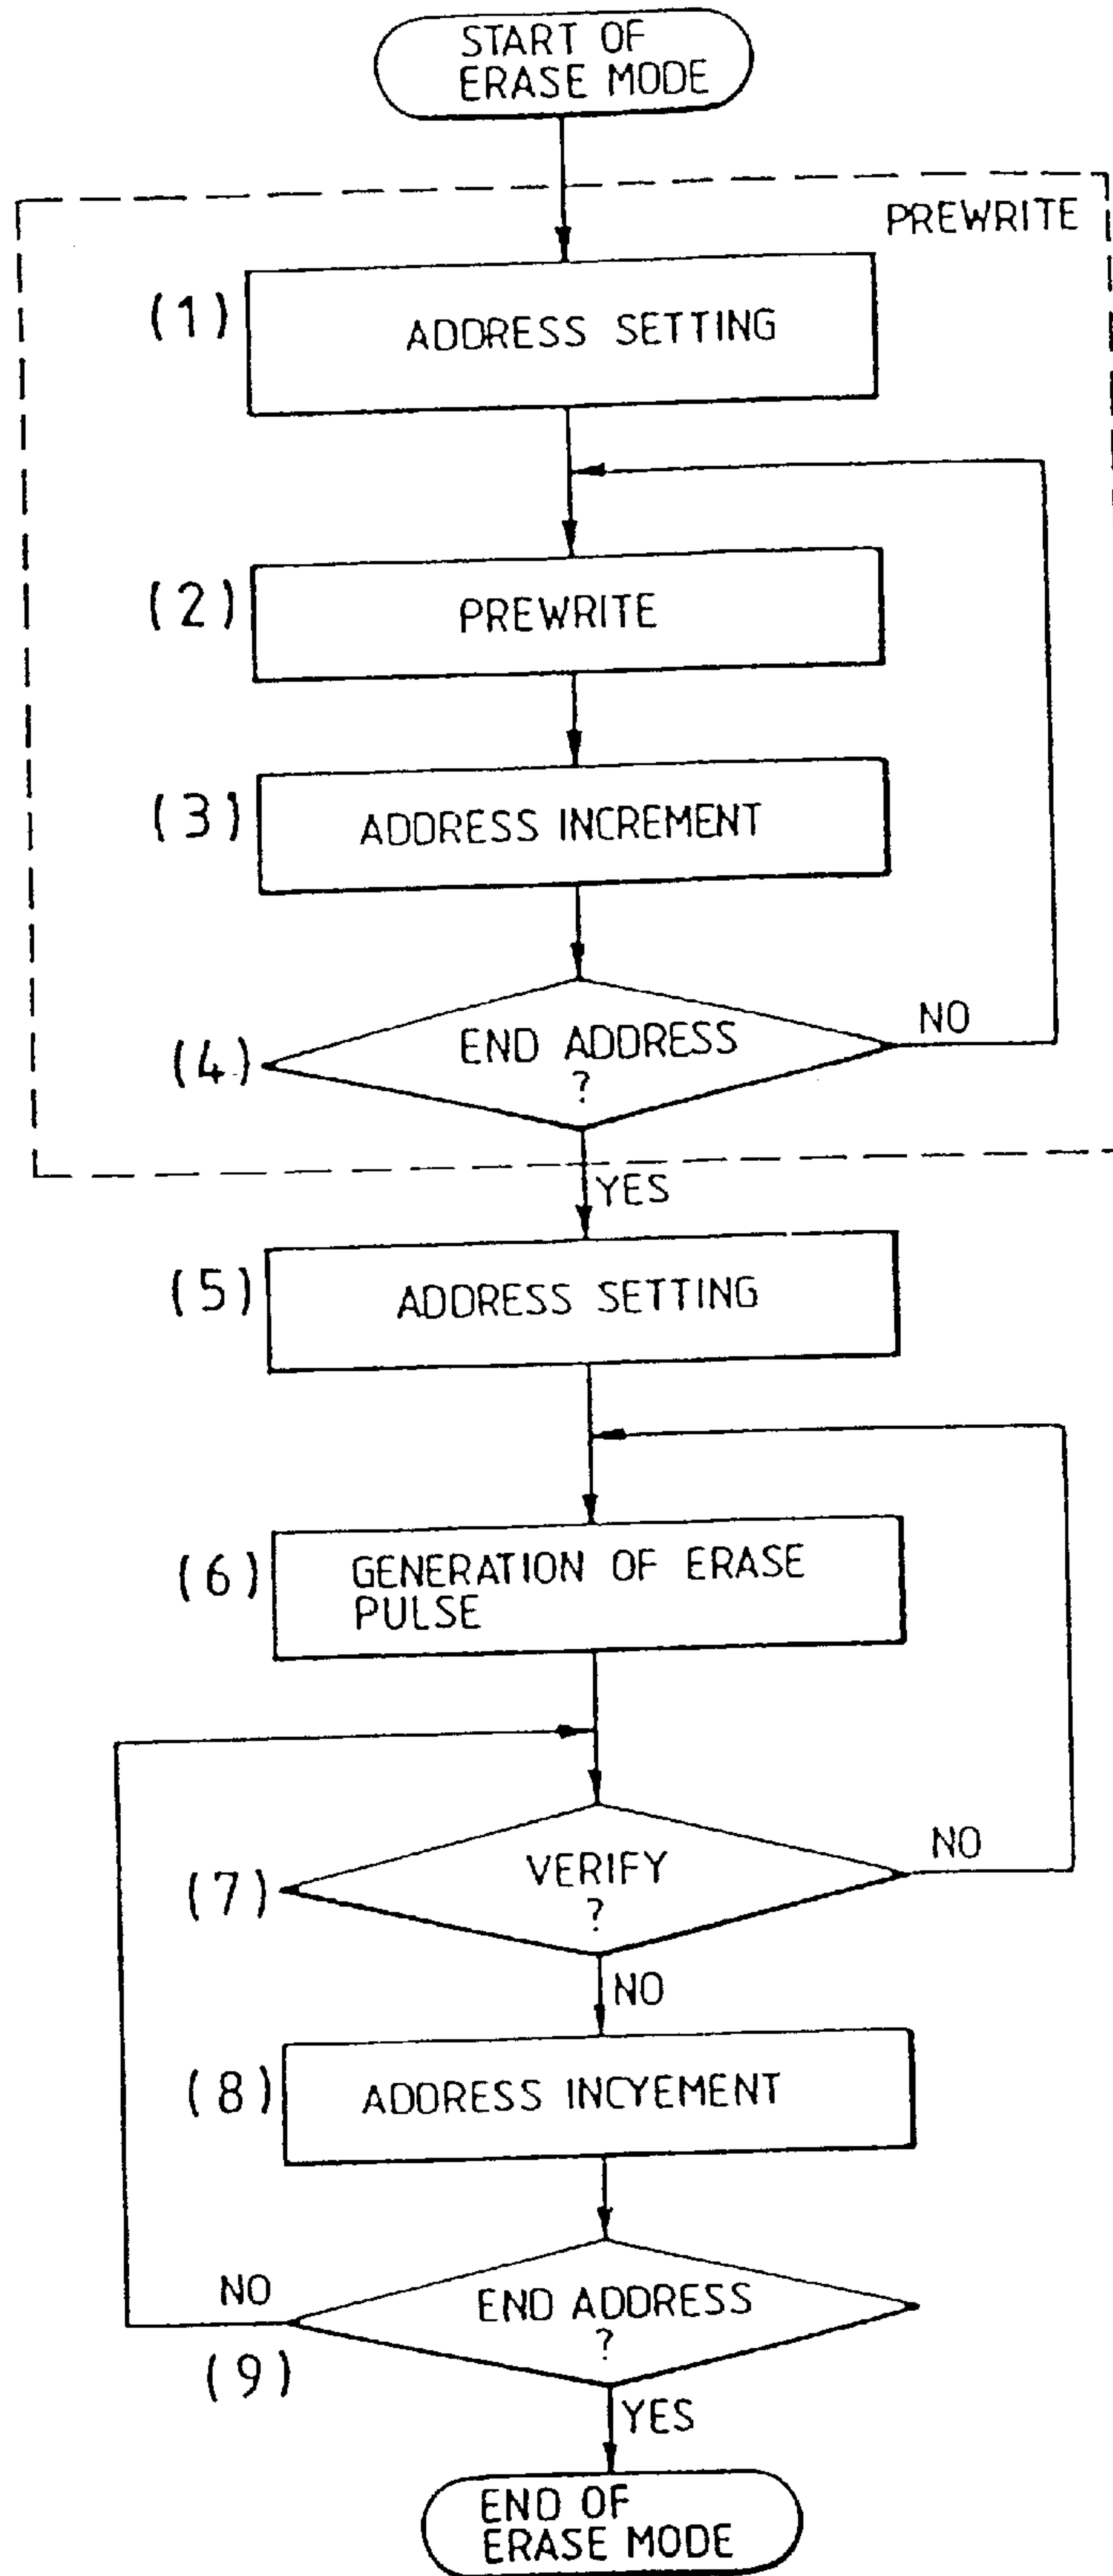 START OF
ERASE MODE
PREWRITE
(1)
ADDRESS SETTING
(2)
PREWRITE
(3)
ADDRESS INCREMENT
(4)
END ADDRESS
?
NO
YES
(5)
ADDRESS SETTING
(6)
GENERATION OF ERASE
PULSE
(7)
VERIFY
?
NO
NO
(8)
ADDRESS INCYEMENT
NO
END ADDRESS
?
(9)
YES
END OF
ERASE MODE